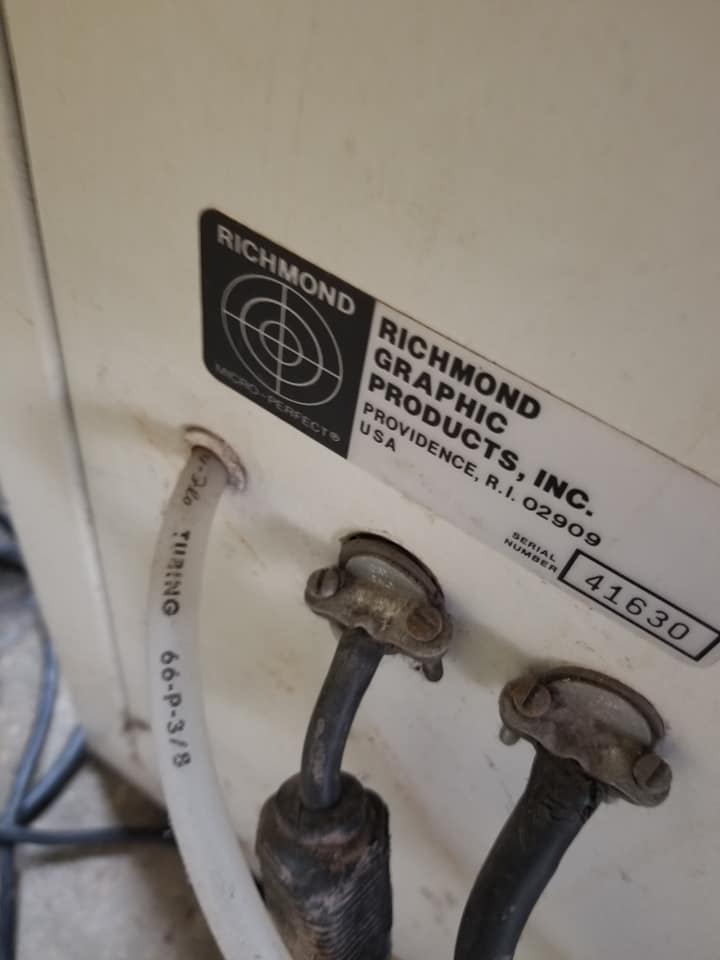 RICHMOND
MICRO-PERFECT®
RICHMOND
GRAPHIC
PRODUCTS, INC.
PROVIDENCE, R.I. 02909
USA
SERIAL
NUMBER
41630
TUBING 66-P-3/8